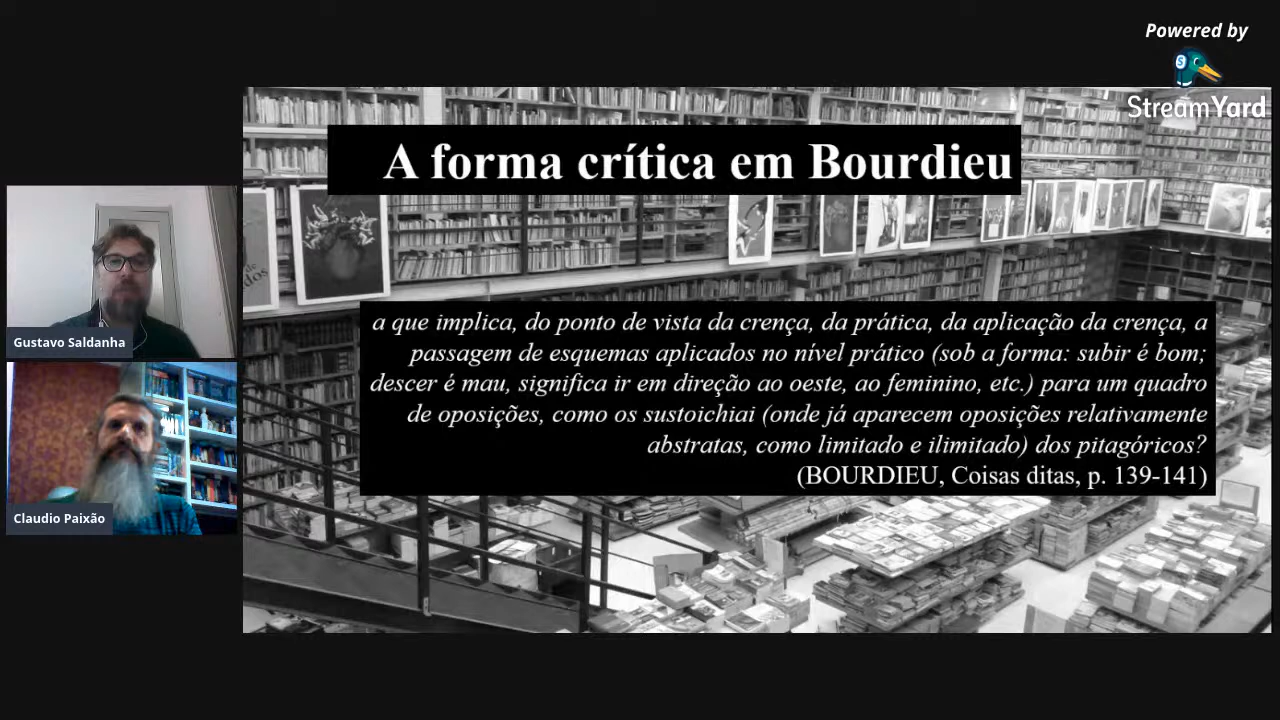 Powered by
StreamYard
A forma crítica em Bourdieu
a que implica, do ponto de vista da crença, da prática, da aplicação da crença, a
passagem de esquemas aplicados no nível prático (sob a forma: subir é bom;
descer é mau, significa ir em direção ao oeste, ao feminino, etc.) para um quadro
de oposições, como os sustoichiai (onde já aparecem oposições relativamente
abstratas, como limitado e ilimitado) dos pitagóricos?
(BOURDIEU, Coisas ditas, p. 139-141)
Gustavo Saldanha
Claudio Paixão